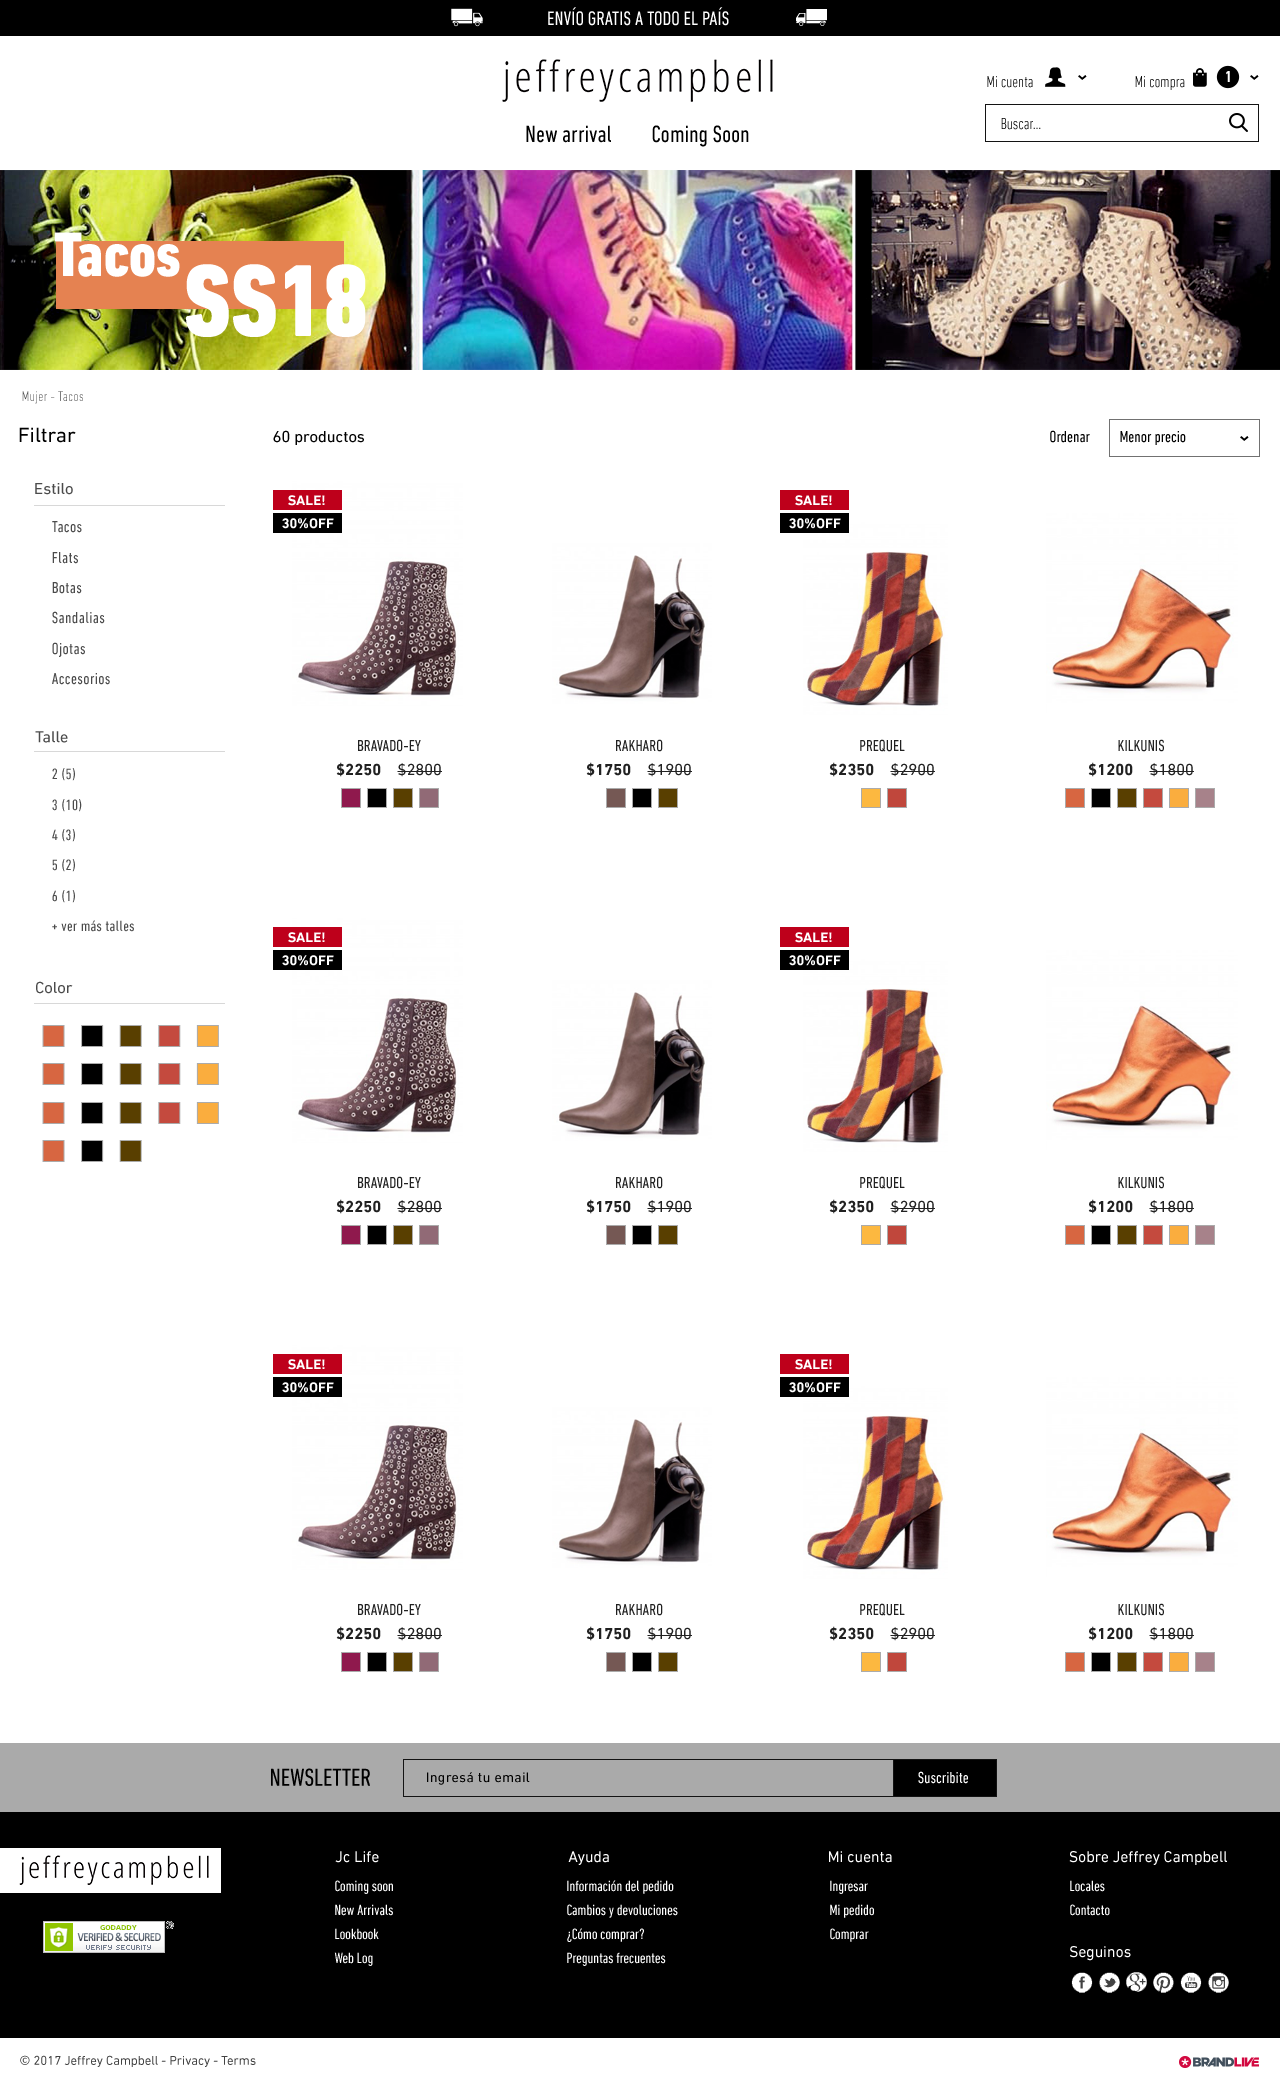 ENVÍO GRATIS A TODO EL PAÍS
jeffreycampbell
Mi cuenta
Mi compra 1
New arrival Coming Soon
Buscar...
Tacos
SS18
Mujer - Tacos
Filtrar
60 productos
Ordenar Menor precio
Estilo
Tacos
Flats
Botas
Sandalias
Ojotas
Accesorios
Talle
2 (5)
3 (10)
4 (3)
5 (2)
6 (1)
+ ver más talles
Color
SALE! SALE!
30%OFF 30%OFF
BRAVADO-EY RAKHARO PREQUEL KILKUNIS
$2250 $2800 $1750 $1900 $2350 $2900 $1200 $1800
SALE! SALE!
30%OFF 30%OFF
BRAVADO-EY RAKHARO PREQUEL KILKUNIS
$2250 $2800 $1750 $1900 $2350 $2900 $1200 $1800
SALE! SALE!
30%OFF 30%OFF
BRAVADO-EY RAKHARO PREQUEL KILKUNIS
$2250 $2800 $1750 $1900 $2350 $2900 $1200 $1800
NEWSLETTER Ingresá tu email Suscribite
jeffreycampbell
GODADDY
VERIFIED & SECURED
VERIFY SECURITY
Jc Life
Coming soon
New Arrivals
Lookbook
Web Log
Ayuda
Información del pedido
Cambios y devoluciones
¿Cómo comprar?
Preguntas frecuentes
Mi cuenta
Ingresar
Mi pedido
Comprar
Sobre Jeffrey Campbell
Locales
Contacto
Seguinos
You Tube
© 2017 Jeffrey Campbell - Privacy - Terms
BRANDLIVE